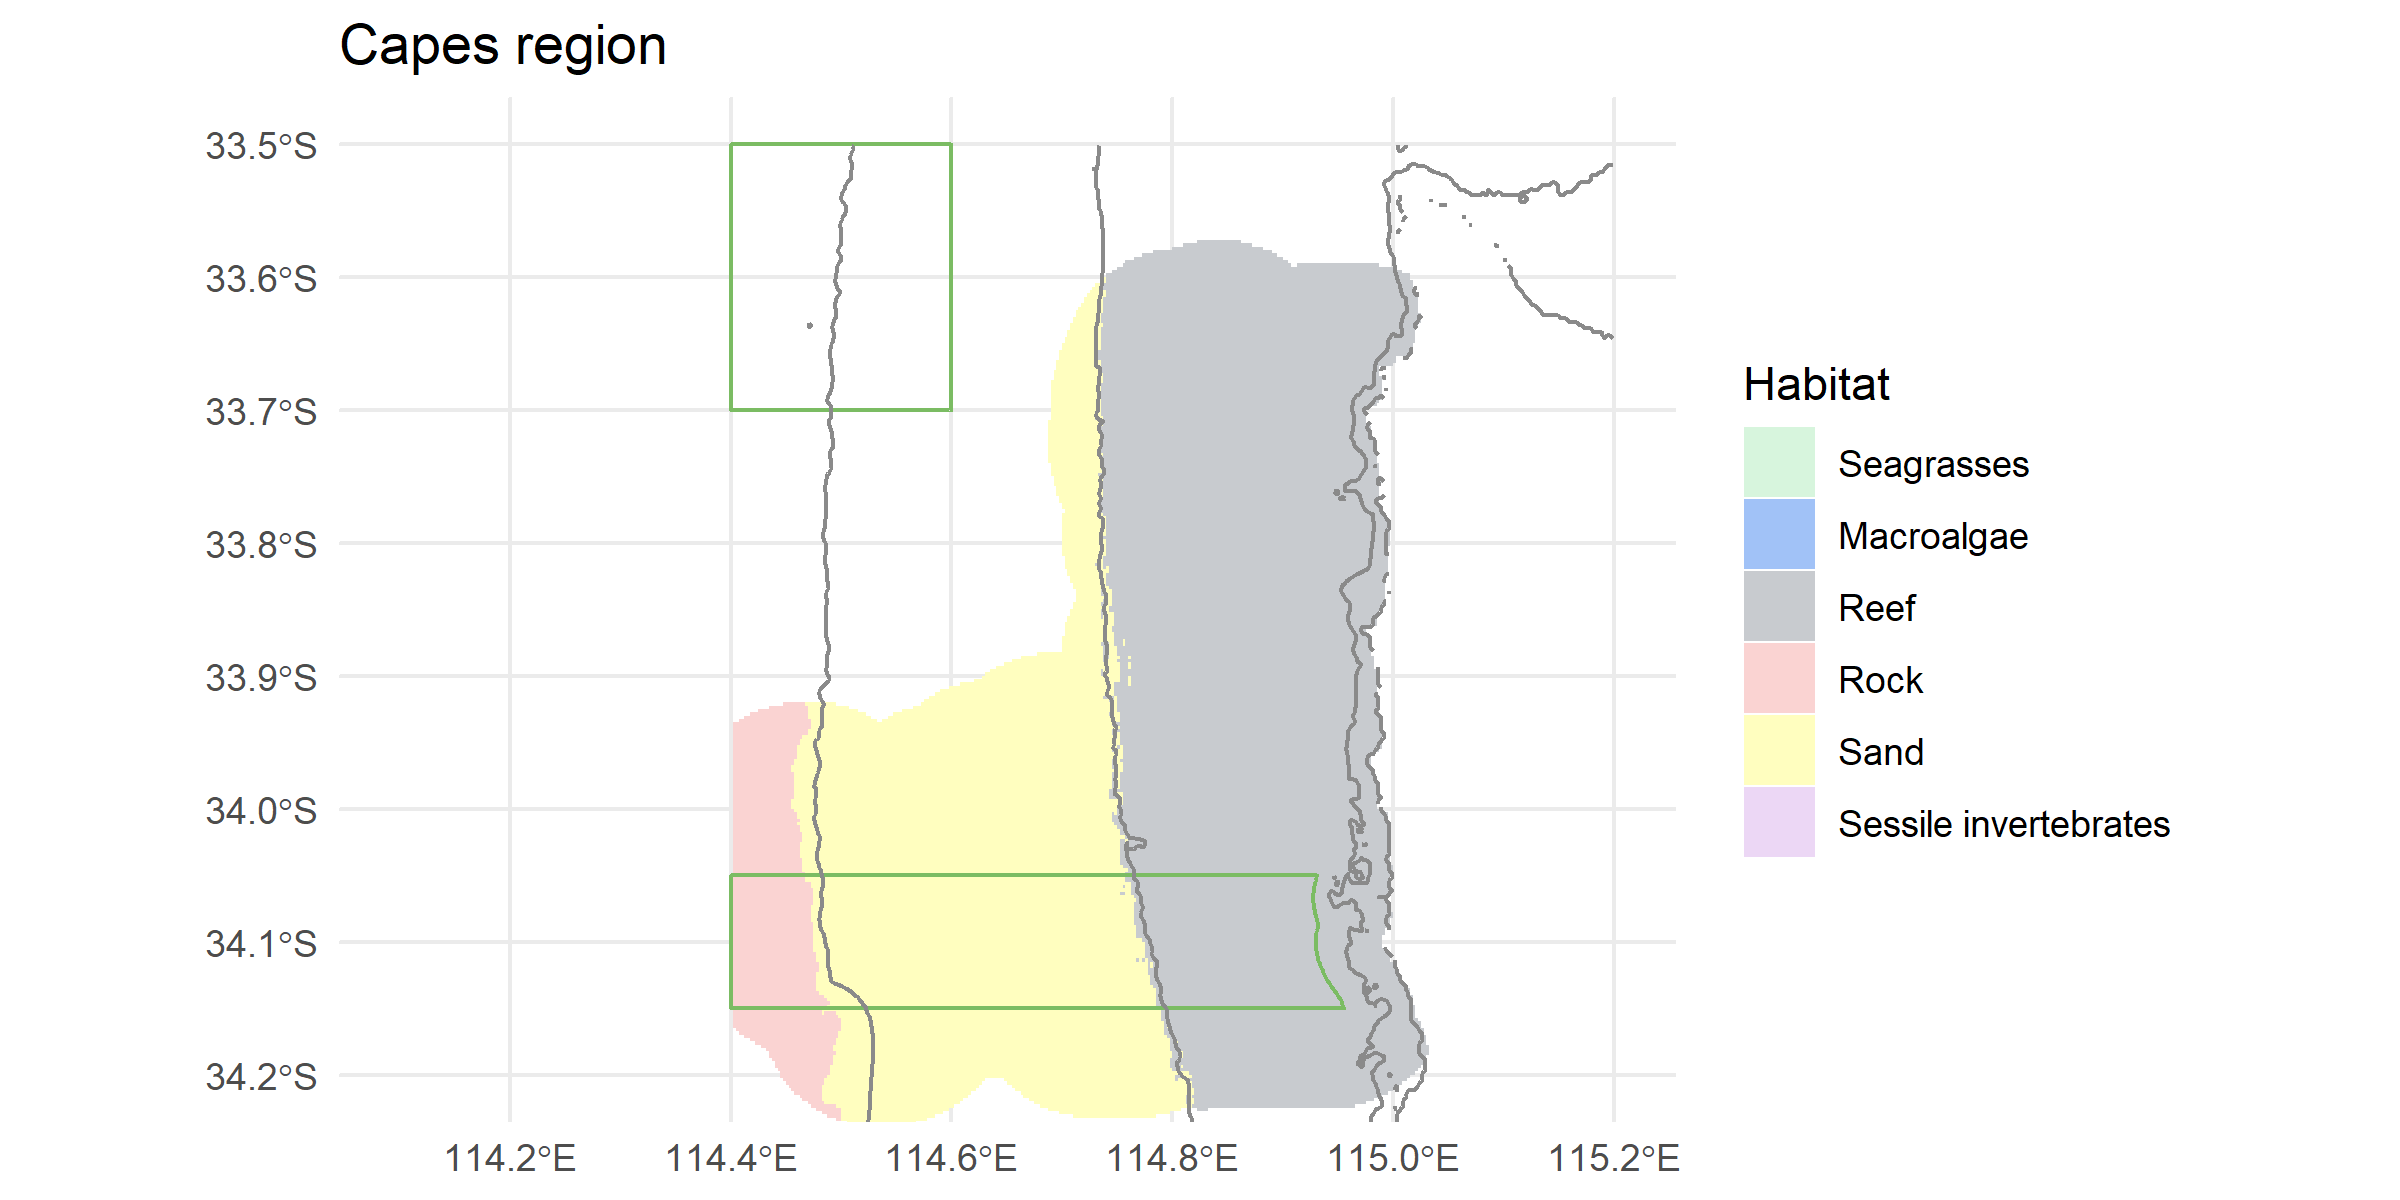 Capes region
33.5°S
33.6°S
33.7°S
33.8°S
33.9°S
34.0°S
34.1°S
34.2°S
114.2°E
114.4°E
114.6°E
114.8°E
115.0°E
115.2°E
Habitat
Seagrasses
Macroalgae
Reef
Rock
Sand
Sessile invertebrates